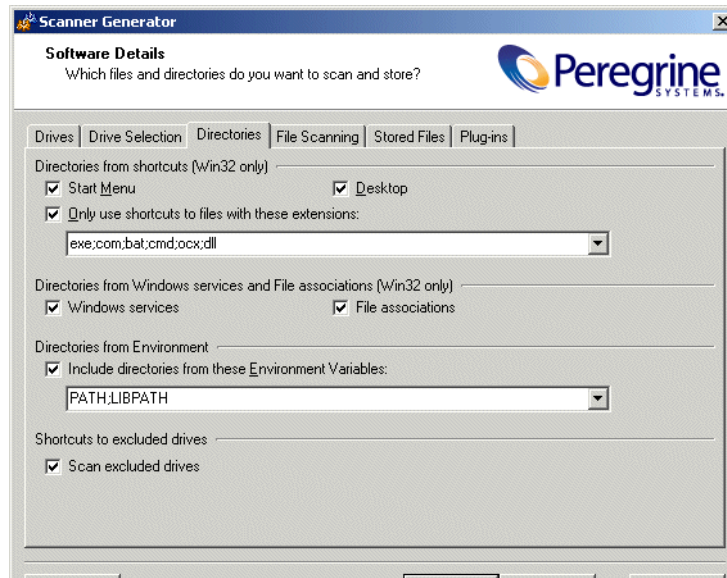 Scanner Generator
Software Details
Which files and directories do you want to scan and store?
Peregrine
SYSTEMS.
Drives
Drive Selection
Directories
File Scanning
Stored Files
Plug-ins
Directories from shortcuts (Win32 only)
Start Menu
Desktop
Only use shortcuts to files with these extensions:
exe;com;bat;cmd;ocx;dll
Directories from Windows services and File associations (Win32 only)
Windows services
File associations
Directories from Environment
Include directories from these Environment Variables:
PATH;LIBPATH
Shortcuts to excluded drives
Scan excluded drives